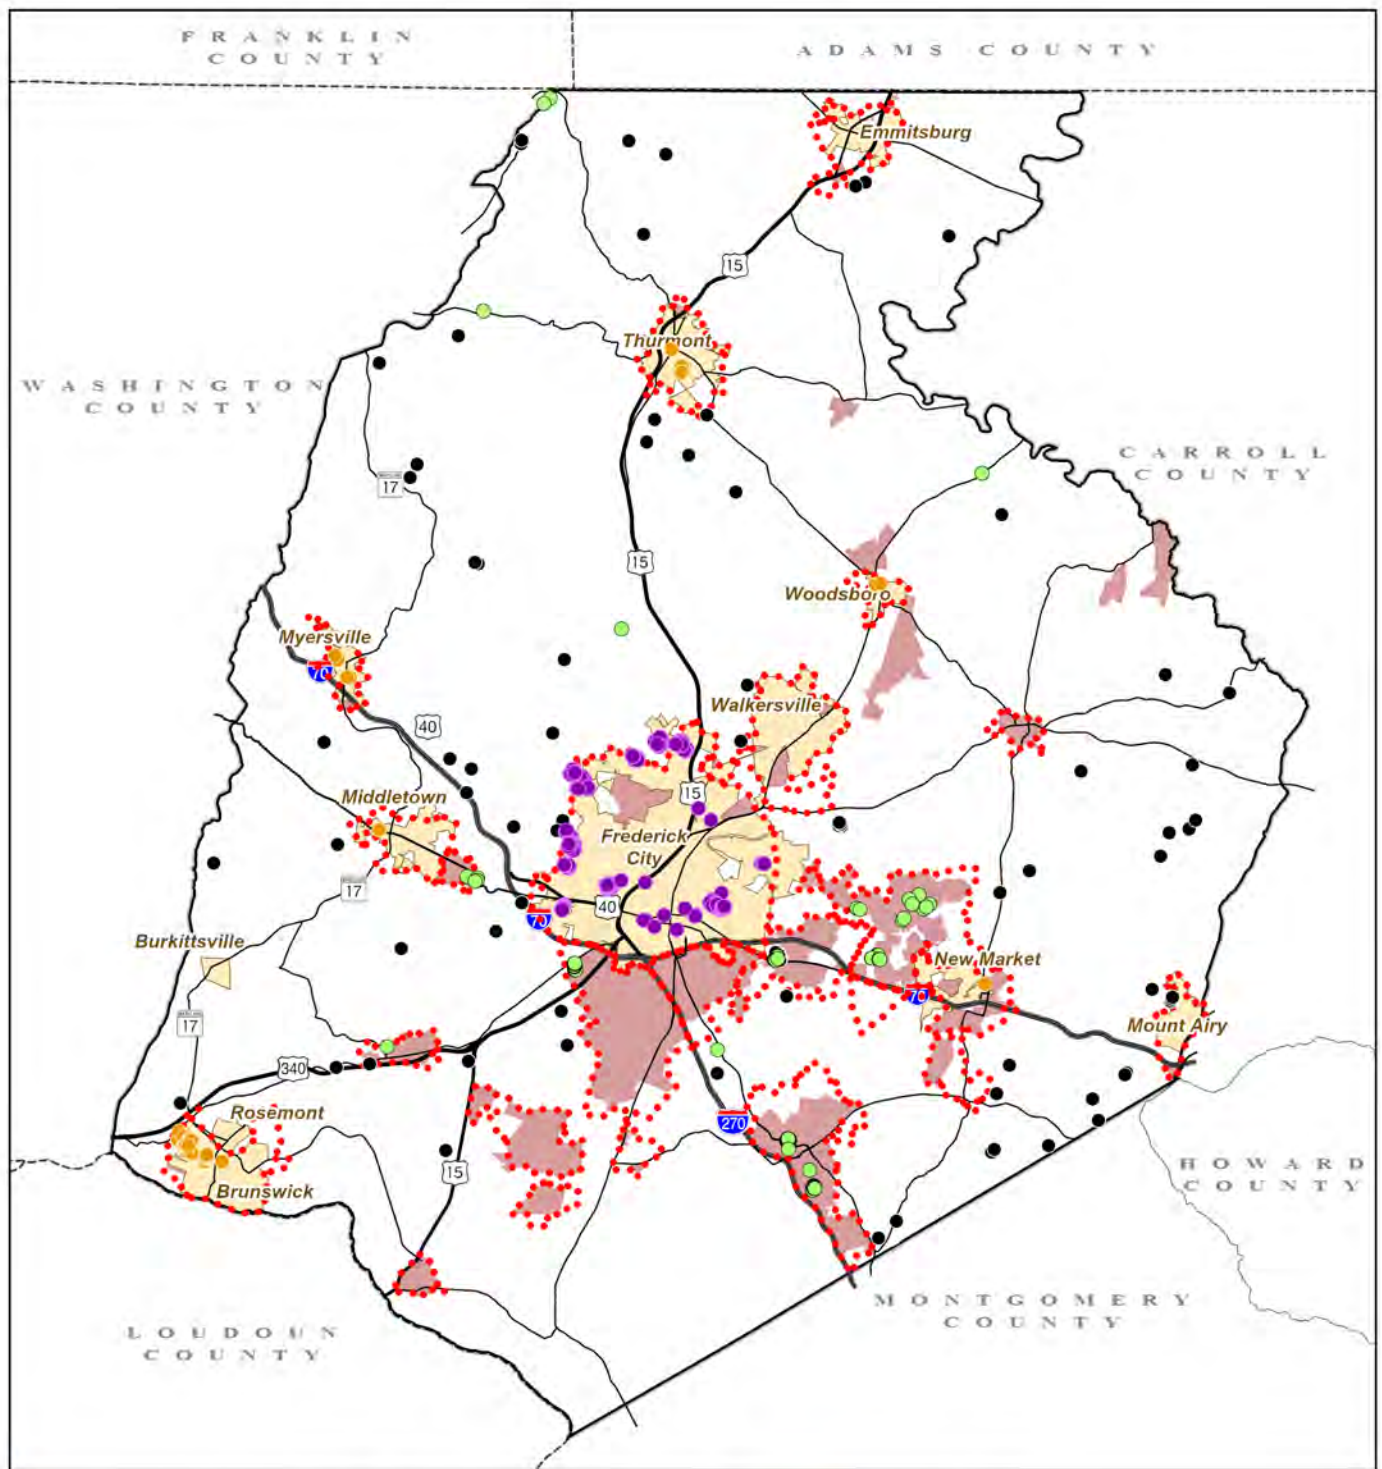 FRANKLIN
COUNTY
ADAMS COUNTY
Emmitsburg
15
Thurmont
WASHINGTON
COUNTY
CARROLL
COUNTY
17
15
Woodsboro
Myersville
70
Walkersville
40
15
Middletown
Frederick
City
17
40
70
Burkittsville
New Market
70
17
Mount Airy
340
Rosemont
270
15
HOWARD
COUNTY
Brunswick
MONTGOMERY
COUNTY
LOUDOUN
COUNTY